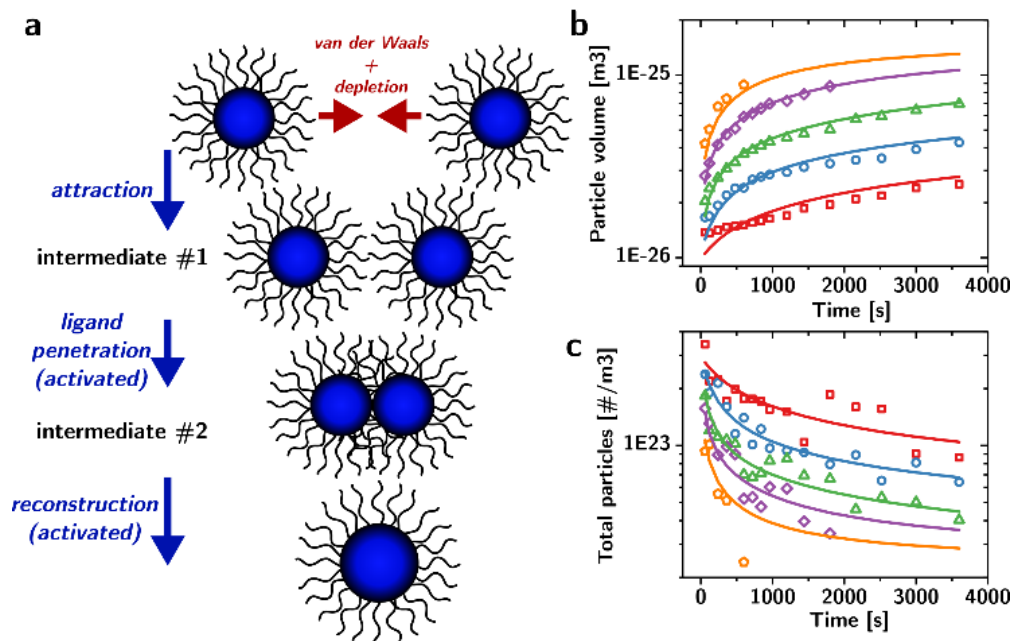 a
van der Waals
+
depletion
attraction
intermediate #1
ligand
penetration
(activated)
intermediate #2
reconstruction
(activated)
b
Particle volume [m3]
1E-25
1E-26
0
1000
2000
3000
4000
Time [s]
c
Total particles [#/m3]
1E23
0
1000
2000
3000
4000
Time [s]